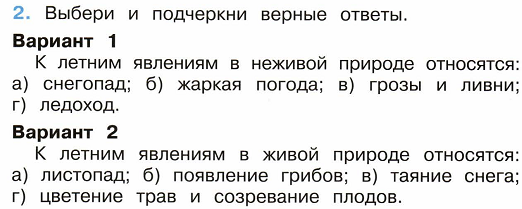 2. Выбери и подчеркни верные ответы.
Вариант 1
К летним явлениям в неживой природе относятся:
а) снегопад; б) жаркая погода; в) грозы и ливни;
г) ледоход.
Вариант 2
К летним явлениям в живой природе относятся:
а) листопад; б) появление грибов; в) таяние снега;
г) цветение трав и созревание плодов.